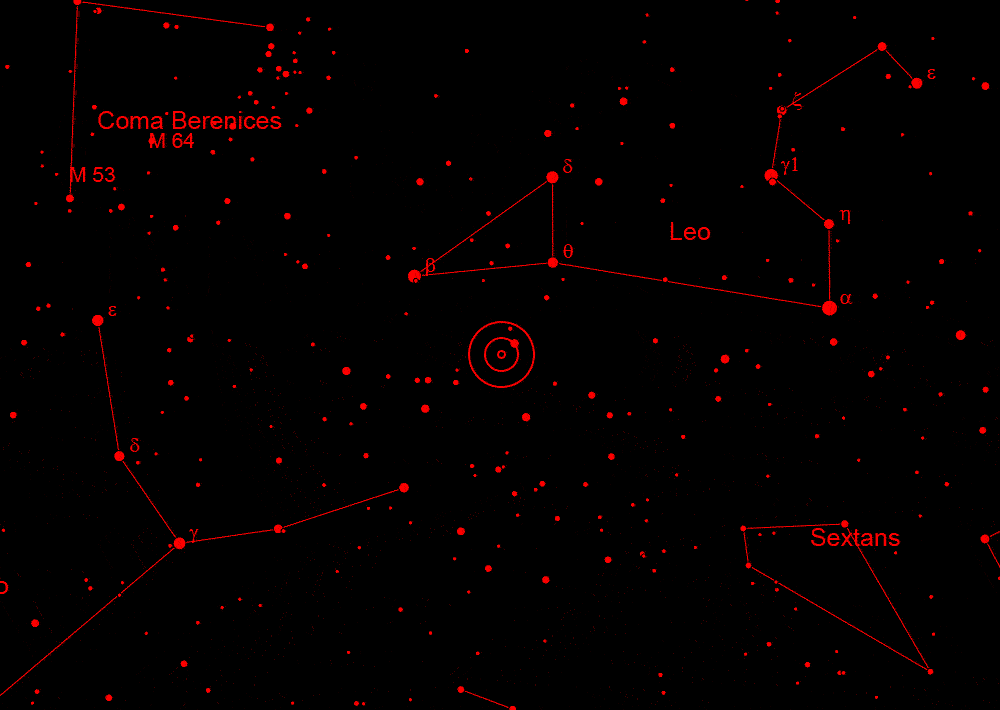 ε
ζ
Coma Berenices
M 64
γ1
δ
M 53
η
Leo
θ
β
α
ε
δ
γ
Sextans
o